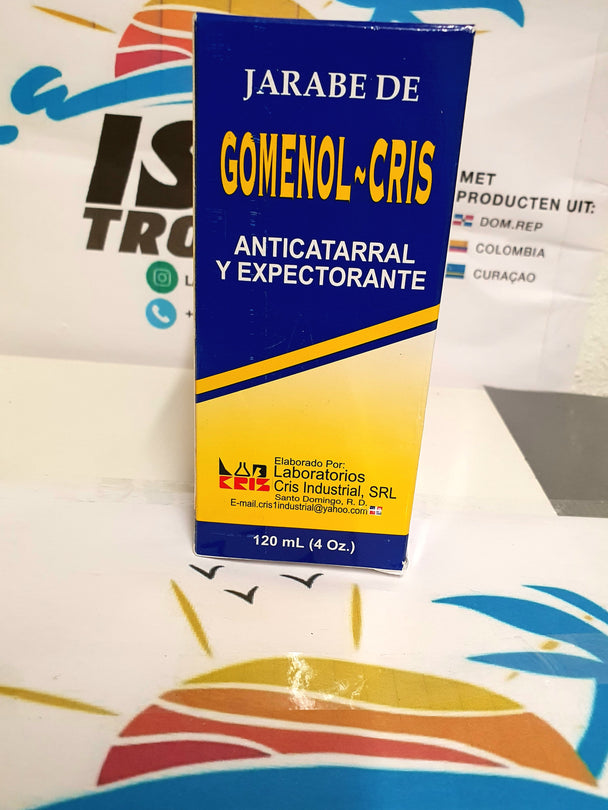 JARABE DE
GOMENOL~CRIS
ANTICATARRAL
Y EXPECTORANTE
LAB
CRIS
Elaborado Por:
Laboratorios
Cris Industrial, SRL
Santo Domingo, R. D.
E-mail.cris1industrial@yahoo.com
120 mL (4 Oz.)
MET
PRODUCTEN UIT:
DOM.REP
COLOMBIA
CURAÇAO